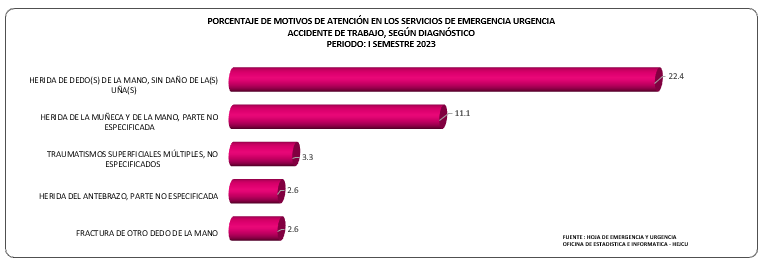 PORCENTAJE DE MOTIVOS DE ATENCIÓN EN LOS SERVICIOS DE EMERGENCIA URGENCIA
ACCIDENTE DE TRABAJO, SEGÚN DIAGNÓSTICO
PERIODO: I SEMESTRE 2023
HERIDA DE DEDO(S) DE LA MANO, SIN DAÑO DE LA(S)
UÑA(S)
22.4
HERIDA DE LA MUÑECA Y DE LA MANO, PARTE NO
ESPECIFICADA
11.1
TRAUMATISMOS SUPERFICIALES MÚLTIPLES, NO
ESPECIFICADOS
3.3
HERIDA DEL ANTEBRAZO, PARTE NO ESPECIFICADA
2.6
FRACTURA DE OTRO DEDO DE LA MANO
2.6
FUENTE : HOJA DE EMERGENCIA Y URGENCIA
OFICINA DE ESTADISTICA E INFORMATICA - HEJCU